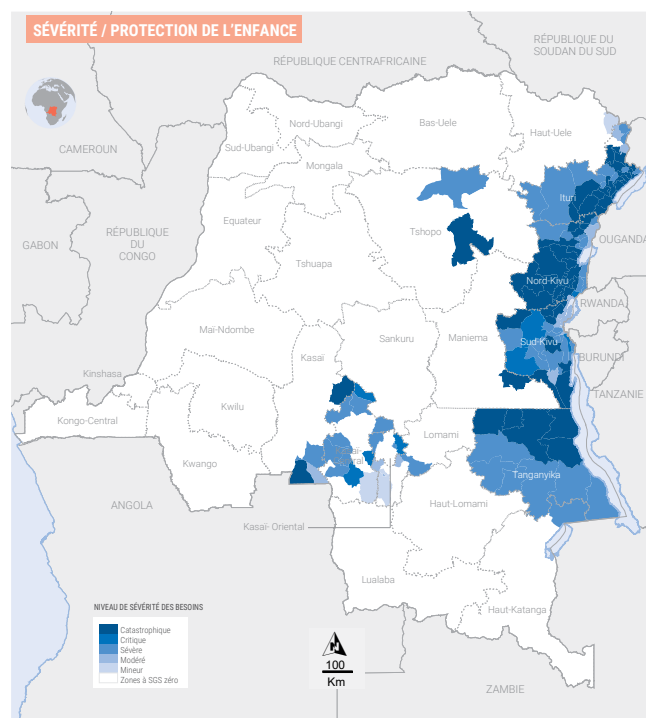 SÉVÉRITÉ / PROTECTION DE L'ENFANCE
RÉPUBLIQUE DU
SOUDAN DU SUD
RÉPUBLIQUE CENTRAFRICAINE
CAMEROUN
Nord-Ubangi
Bas-Uele
Haut-Uele
Sud-Ubangi
Mongala
Ituri
Equateur
Tshopo
GABON
RÉPUBLIQUE
DU
CONGO
OUGANDA
Tshuapa
Nord-Kivu
RWANDA
Mai-Ndombe
Sankuru
Maniema
Sud-Kivu
Kasaï
BURUNDI
Kinshasa
TANZANIE
Kwilu
Kongo-Central
Lomami
Kwango
Tanganyika
ANGOLA
Haut-Lomami
Kasaï- Oriental
Lualaba
Haut-Katanga
NIVEAU DE SÉVÉRITÉ DES BESOINS
Catastrophique
Critique
Sévère
Modéré
Mineur
Zones à SGS zéro
N
100
Km
ZAMBIE